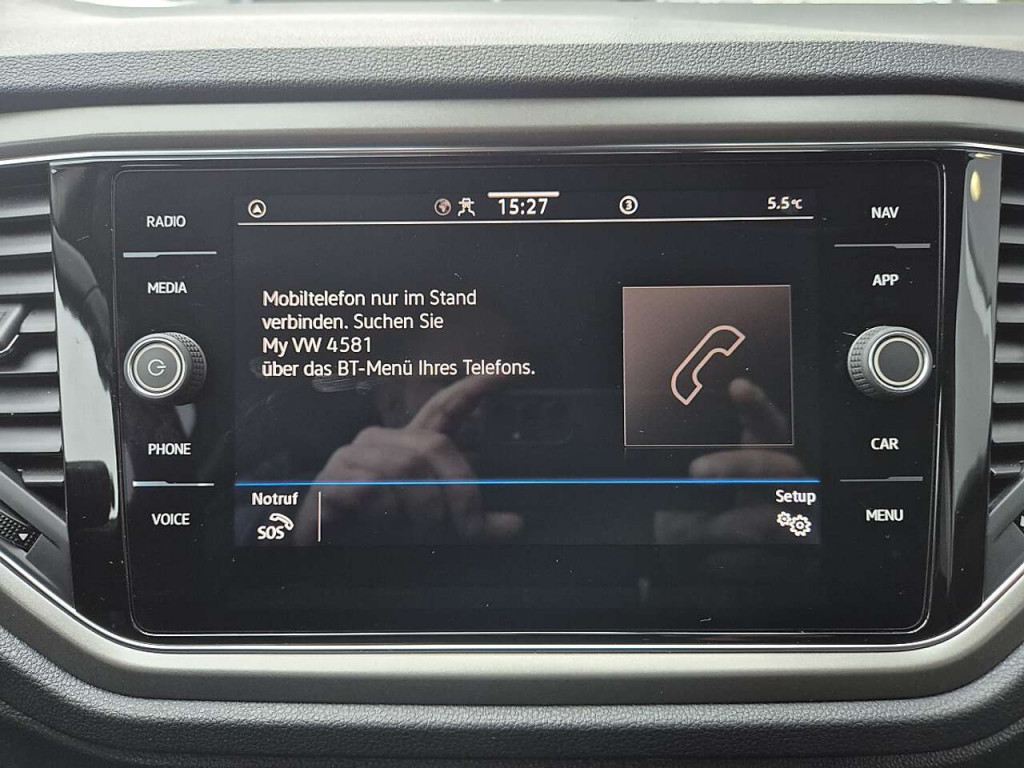 RADIO
MEDIA
PHONE
VOICE
15:27
3
5.5°C
Mobiltelefon nur im Stand
verbinden. Suchen Sie
My VW 4581
über das BT-Menü Ihres Telefons.
Notruf
SOS
Setup
NAV
APP
CAR
MENU